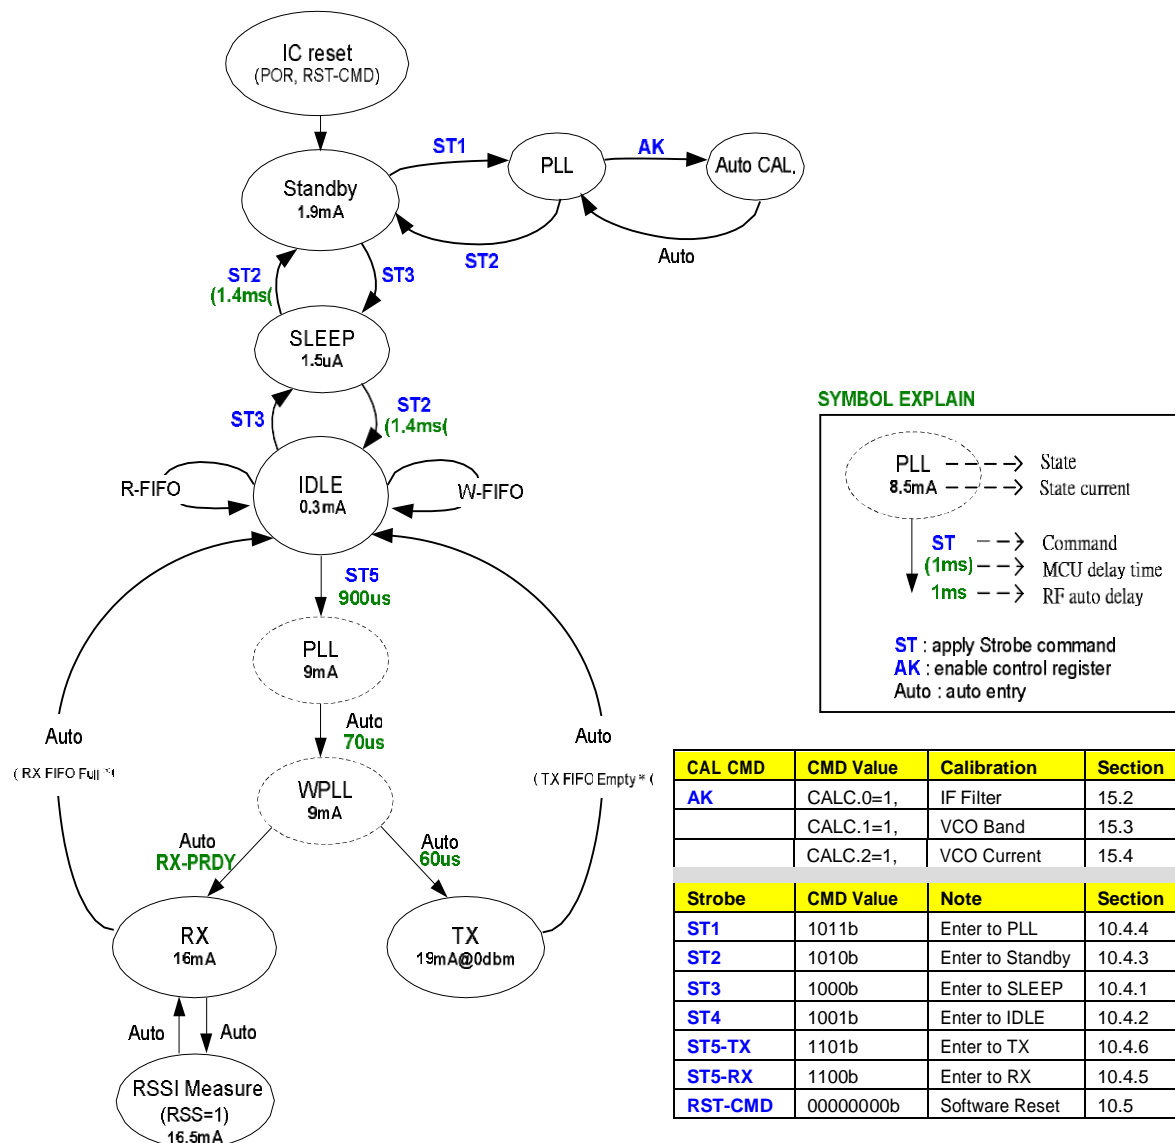 IC reset
(POR, RST-CMD)
ST1
AK
PLL
Auto CAL.
Standby
1.9mA
ST2
Auto
ST2
(1.4ms(
ST3
SLEEP
1.5uA
ST3
ST2
(1.4ms(
R-FIFO
IDLE
0.3mA
W-FIFO
ST5
900us
PLL
9mA
Auto
70us
Auto
( RX FIFO Full *(
Auto
( TX FIFO Empty * (
WPLL
9mA
Auto
RX-PRDY
Auto
60us
RX
16mA
TX
19mA@0dbm
Auto
Auto
RSSI Measure
(RSS=1)
16.5mA
SYMBOL EXPLAIN
PLL State
8.5mA State current
ST Command
(1ms) MCU delay time
1ms RF auto delay
ST : apply Strobe command
AK : enable control register
Auto : auto entry
CAL CMD CMD Value Calibration Section
AK CALC.0=1, IF Filter 15.2
CALC.1=1, VCO Band 15.3
CALC.2=1, VCO Current 15.4
Strobe CMD Value Note Section
ST1 1011b Enter to PLL 10.4.4
ST2 1010b Enter to Standby 10.4.3
ST3 1000b Enter to SLEEP 10.4.1
ST4 1001b Enter to IDLE 10.4.2
ST5-TX 1101b Enter to TX 10.4.6
ST5-RX 1100b Enter to RX 10.4.5
RST-CMD 00000000b Software Reset 10.5